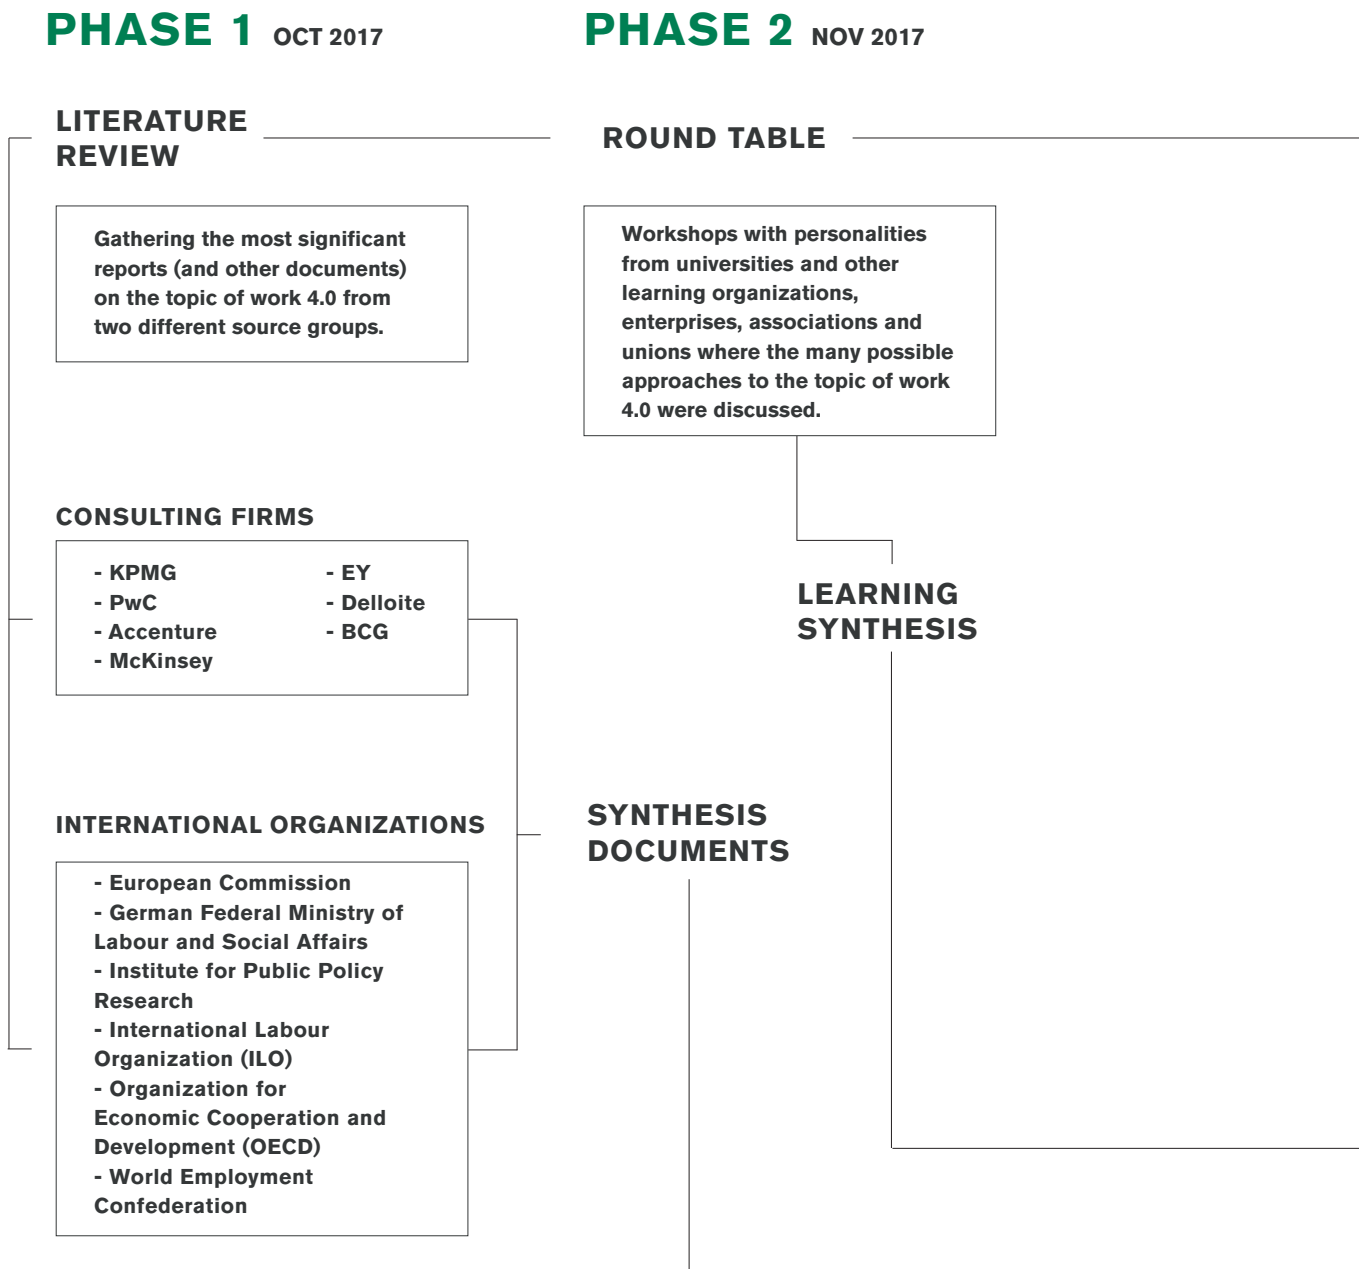 PHASE 1 OCT 2017
LITERATURE
REVIEW
Gathering the most significant
reports (and other documents)
on the topic of work 4.0 from
two different source groups.
CONSULTING FIRMS
- KPMG
- PwC
- Accenture
- McKinsey
- EY
- Delloite
- BCG
INTERNATIONAL ORGANIZATIONS
- European Commission
- German Federal Ministry of
Labour and Social Affairs
- Institute for Public Policy
Research
- International Labour
Organization (ILO)
- Organization for
Economic Cooperation and
Development (OECD)
- World Employment
Confederation
SYNTHESIS
DOCUMENTS
PHASE 2 NOV 2017
ROUND TABLE
Workshops with personalities
from universities and other
learning organizations,
enterprises, associations and
unions where the many possible
approaches to the topic of work
4.0 were discussed.
LEARNING
SYNTHESIS